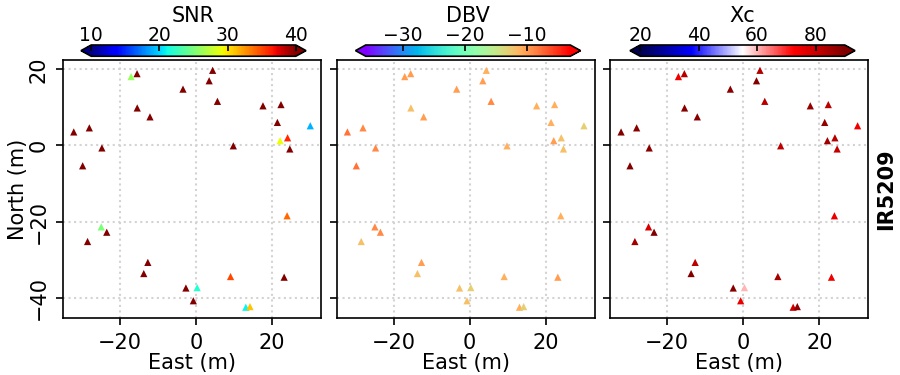 SNR DBV Xc
10 20 30 40 −30 −20 −10 20 40 60 80
20
0
−20
−40
North (m)
IR5209
−20 0 20 −20 0 20 −20 0 20
East (m) East (m) East (m)